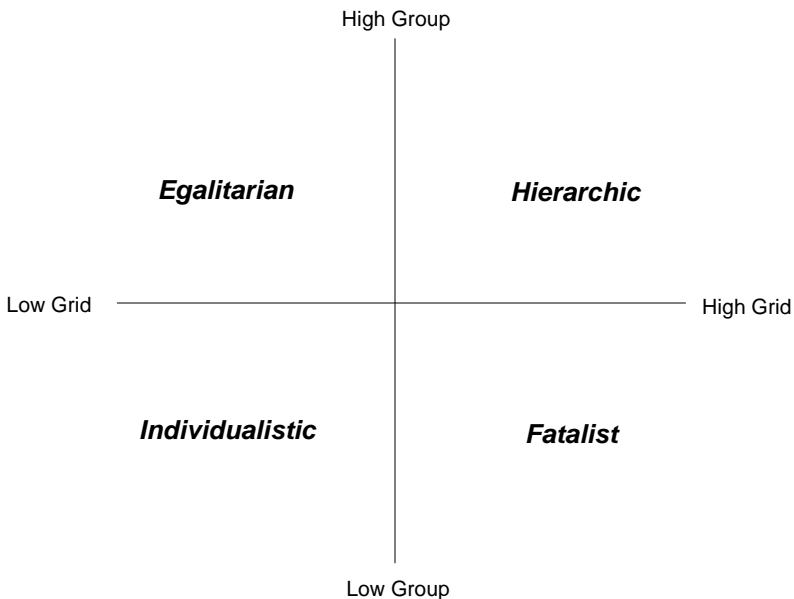 High Group
Egalitarian
Hierarchic
Low Grid
High Grid
Individualistic
Fatalist
Low Group